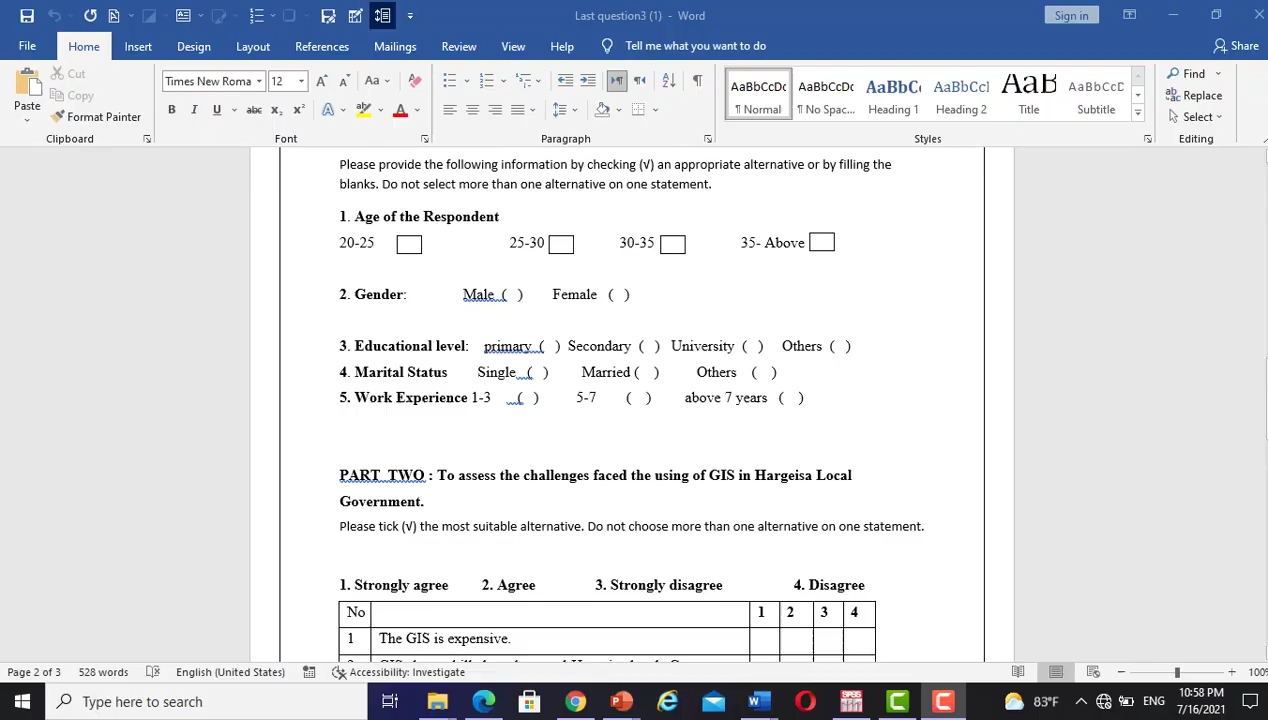 Last question3 (1) - Word
Sign in
File Home Insert Design Layout References Mailings Review View Help Tell me what you want to do Share
Paste
Cut
Copy
Format Painter
Clipboard
Times New Roma 12
Font
Paragraph
AaBbCcDc AaBbCcDc AaBbC AaBbCcD AaB AaBbCcD
¶ Normal ¶ No Spac... Heading 1 Heading 2 Title Subtitle
Styles
Find
Replace
Select
Editing
Please provide the following information by checking (√) an appropriate alternative or by filling the
blanks. Do not select more than one alternative on one statement.
1. Age of the Respondent
20-25 25-30 30-35 35- Above
2. Gender: Male ( ) Female ( )
3. Educational level: primary ( ) Secondary ( ) University ( ) Others ( )
4. Marital Status Single ( ) Married ( ) Others ( )
5. Work Experience 1-3 ( ) 5-7 ( ) above 7 years ( )
PART TWO : To assess the challenges faced the using of GIS in Hargeisa Local
Government.
Please tick (√) the most suitable alternative. Do not choose more than one alternative on one statement.
1. Strongly agree 2. Agree 3. Strongly disagree 4. Disagree
No 1 2 3 4
1 The GIS is expensive.
Page 2 of 3 528 words English (United States) Accessibility: Investigate 100%
Type here to search
83°F ENG
10:58 PM
7/16/2021